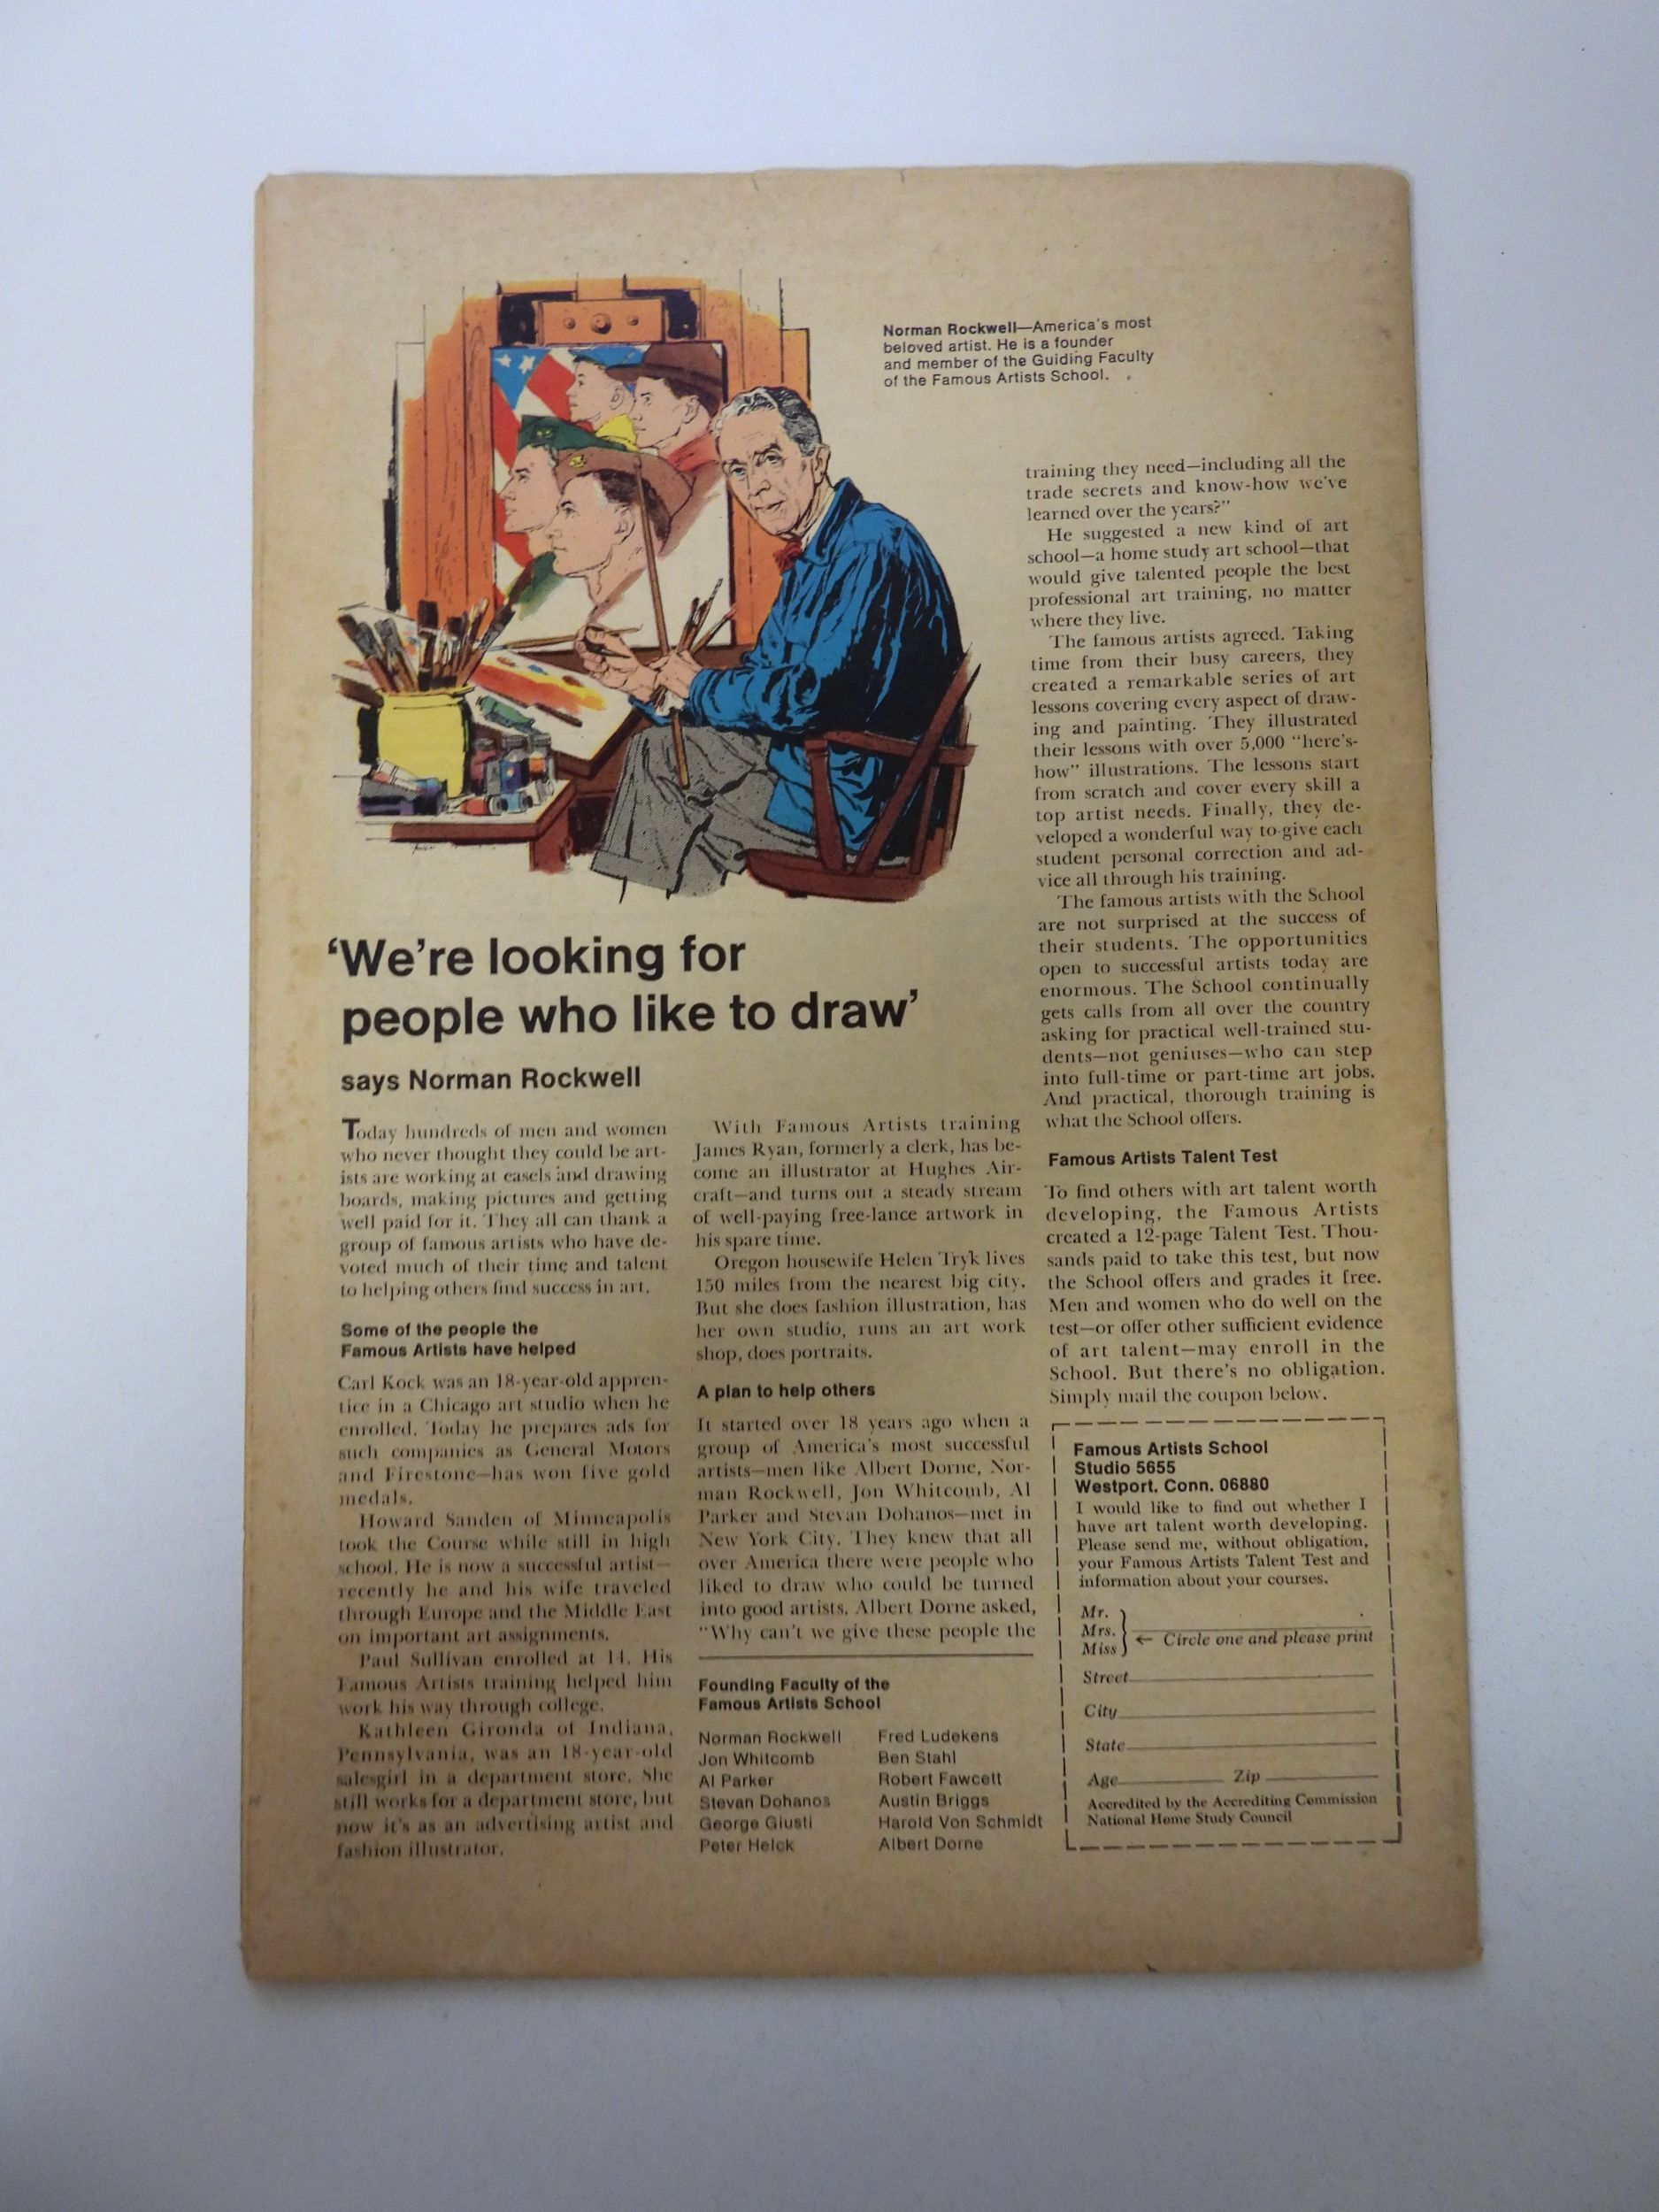 Norman Rockwell—America's most
beloved artist. He is a founder
and member of the Guiding Faculty
of the Famous Artists School.
'We're looking for
people who like to draw'
says Norman Rockwell
Today hundreds of men and women
who never thought they could be art-
ists are working at easels and drawing
boards, making pictures and getting
well paid for it. They all can thank a
group of famous artists who have de-
voted much of their time and talent
to helping others find success in art.
Some of the people the
Famous Artists have helped
Carl Kock was an 18-year-old appren-
tice in a Chicago art studio when he
enrolled. Today he prepares ads for
such companies as General Motors
and Firestone—has won five gold
medals.
Howard Sanden of Minneapolis
took the Course while still in high
school. He is now a successful artist—
recently he and his wife traveled
through Europe and the Middle East
on important art assignments.
Paul Sullivan enrolled at 14. His
Famous Artists training helped him
work his way through college.
Kathleen Gironda of Indiana,
Pennsylvania, was an 18-year-old
salesgirl in a department store. She
still works for a department store, but
now it's as an advertising artist and
fashion illustrator.
With Famous Artists training
James Ryan, formerly a clerk, has be-
come an illustrator at Hughes Air-
craft—and turns out a steady stream
of well-paying free-lance artwork in
his spare time.
Oregon housewife Helen Tryk lives
150 miles from the nearest big city.
But she does fashion illustration, has
her own studio, runs an art work
shop, does portraits.
A plan to help others
It started over 18 years ago when a
group of America's most successful
artists—men like Albert Dorne, Nor-
man Rockwell, Jon Whitcomb, Al
Parker and Stevan Dohanos—met in
New York City. They knew that all
over America there were people who
liked to draw who could be turned
into good artists. Albert Dorne asked,
"Why can't we give these people the
training they need—including all the
trade secrets and know-how we've
learned over the years?"
He suggested a new kind of art
school—a home study art school—that
would give talented people the best
professional art training, no matter
where they live.
The famous artists agreed. Taking
time from their busy careers, they
created a remarkable series of art
lessons covering every aspect of draw-
ing and painting. They illustrated
their lessons with over 5,000 "here's-
how" illustrations. The lessons start
from scratch and cover every skill a
top artist needs. Finally, they de-
veloped a wonderful way to give each
student personal correction and ad-
vice all through his training.
The famous artists with the School
are not surprised at the success of
their students. The opportunities
open to successful artists today are
enormous. The School continually
gets calls from all over the country
asking for practical well-trained stu-
dents—not geniuses—who can step
into full-time or part-time art jobs.
And practical, thorough training is
what the School offers.
Famous Artists Talent Test
To find others with art talent worth
developing, the Famous Artists
created a 12-page Talent Test. Thou-
sands paid to take this test, but now
the School offers and grades it free.
Men and women who do well on the
test—or offer other sufficient evidence
of art talent—may enroll in the
School. But there's no obligation.
Simply mail the coupon below.
Founding Faculty of the
Famous Artists School
Norman Rockwell
Jon Whitcomb
Al Parker
Stevan Dohanos
George Giusti
Peter Helck
Fred Ludekens
Ben Stahl
Robert Fawcett
Austin Briggs
Harold Von Schmidt
Albert Dorne
Famous Artists School
Studio 5655
Westport, Conn. 06880
I would like to find out whether I
have art talent worth developing.
Please send me, without obligation,
your Famous Artists Talent Test and
information about your courses.
Mr.
Mrs.
Miss
← Circle one and please print
Street
City
State
Age Zip
Accredited by the Accrediting Commission
National Home Study Council